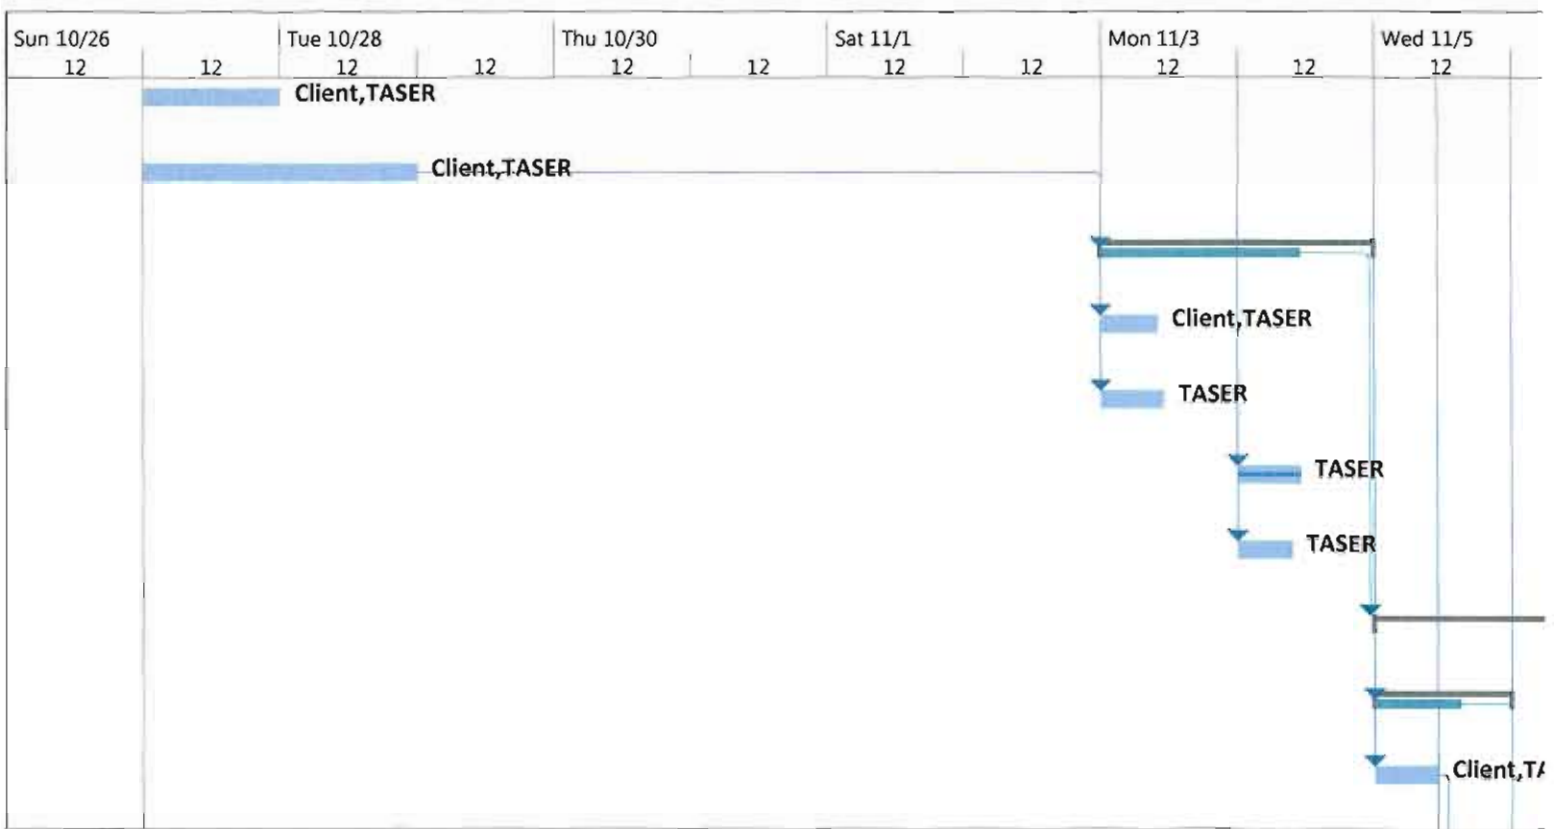 Sun 10/26 Tue 10/28 Thu 10/30 Sat 11/1 Mon 11/3 Wed 11/5
12 12 12 12 12 12 12 12 12 12 12
Client,TASER
Client,TASER
Client,TASER
TASER
TASER
TASER
Client,TA